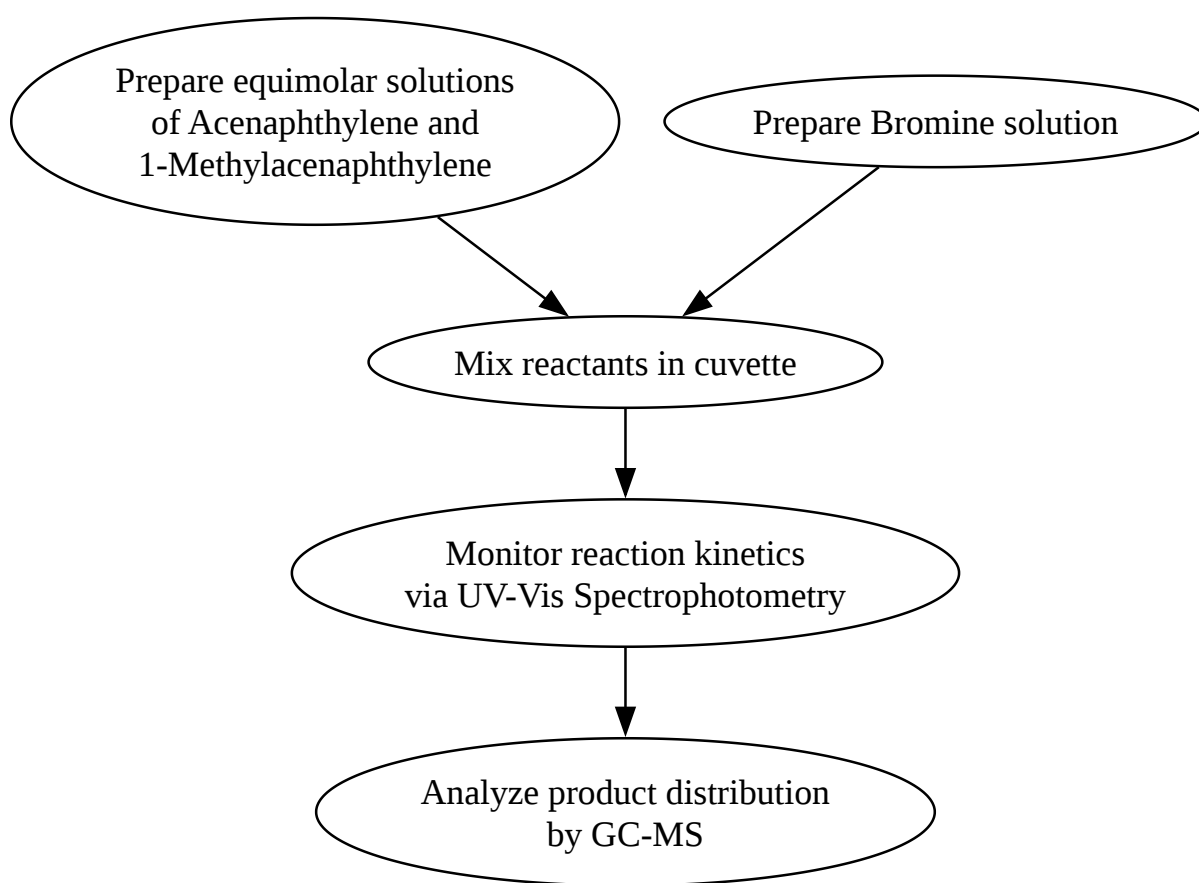 Prepare equimolar solutions
of Acenaphthylene and
1-Methylacenaphthylene
Prepare Bromine solution
Mix reactants in cuvette
Monitor reaction kinetics
via UV-Vis Spectrophotometry
Analyze product distribution
by GC-MS